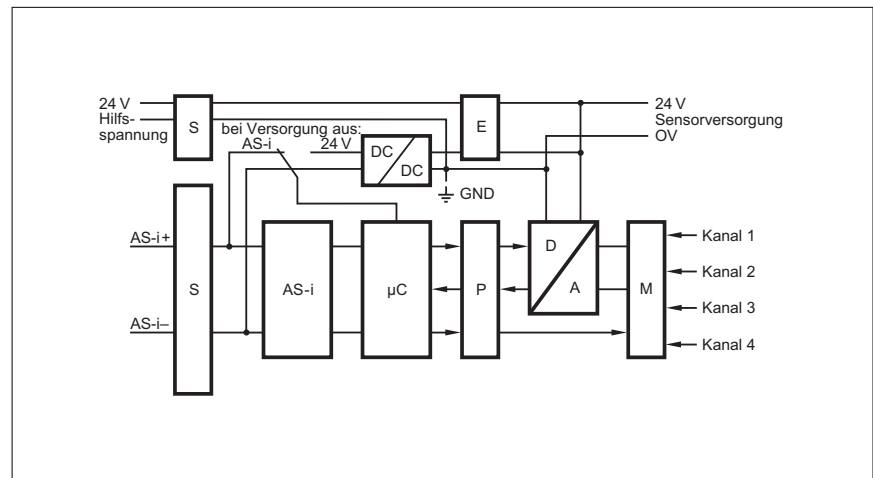 24 V
Hilfs-
spannung
S
bei Versorgung aus:
AS-i
24 V
DC
DC
E
24 V
Sensorversorgung
OV
GND
AS-i+
AS-i–
S
AS-i
µC
P
D
A
M
Kanal 1
Kanal 2
Kanal 3
Kanal 4